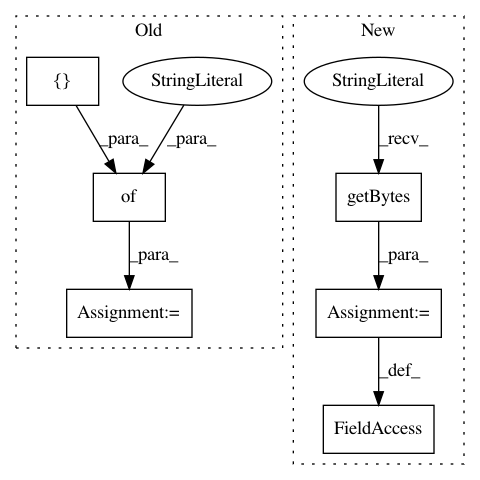 Old
New
{}
StringLiteral
StringLiteral
_para_
_para_
_recv_
of
getBytes
_para_
_para_
Assignment:=
Assignment:=
_def_
FieldAccess